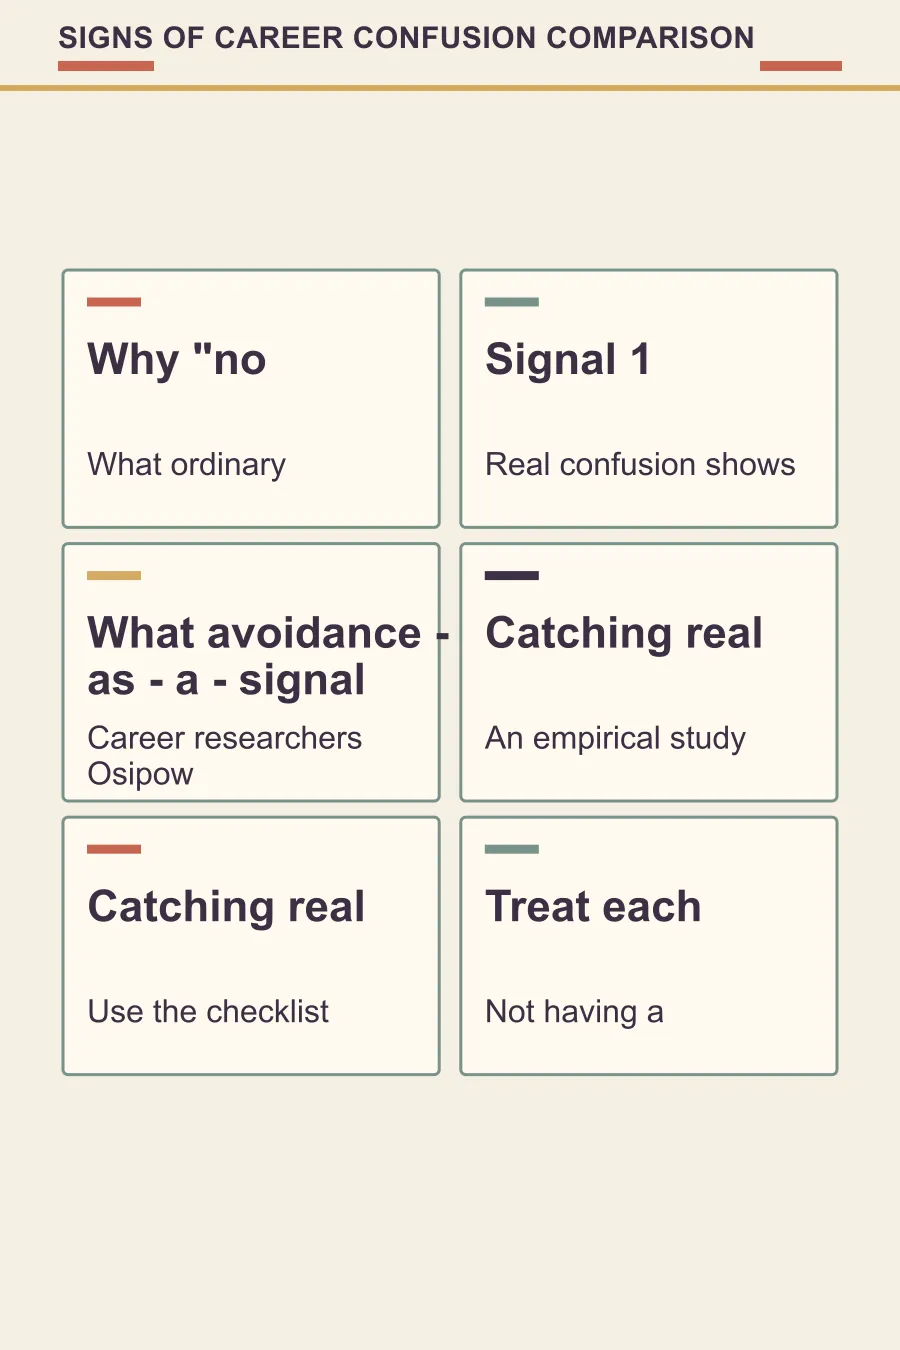 SIGNS OF CAREER CONFUSION COMPARISON
Why "no
What ordinary
Signal 1
Real confusion shows
What avoidance -
as - a - signal
Career researchers
Osipow
Catching real
An empirical study
Catching real
Use the checklist
Treat each
Not having a